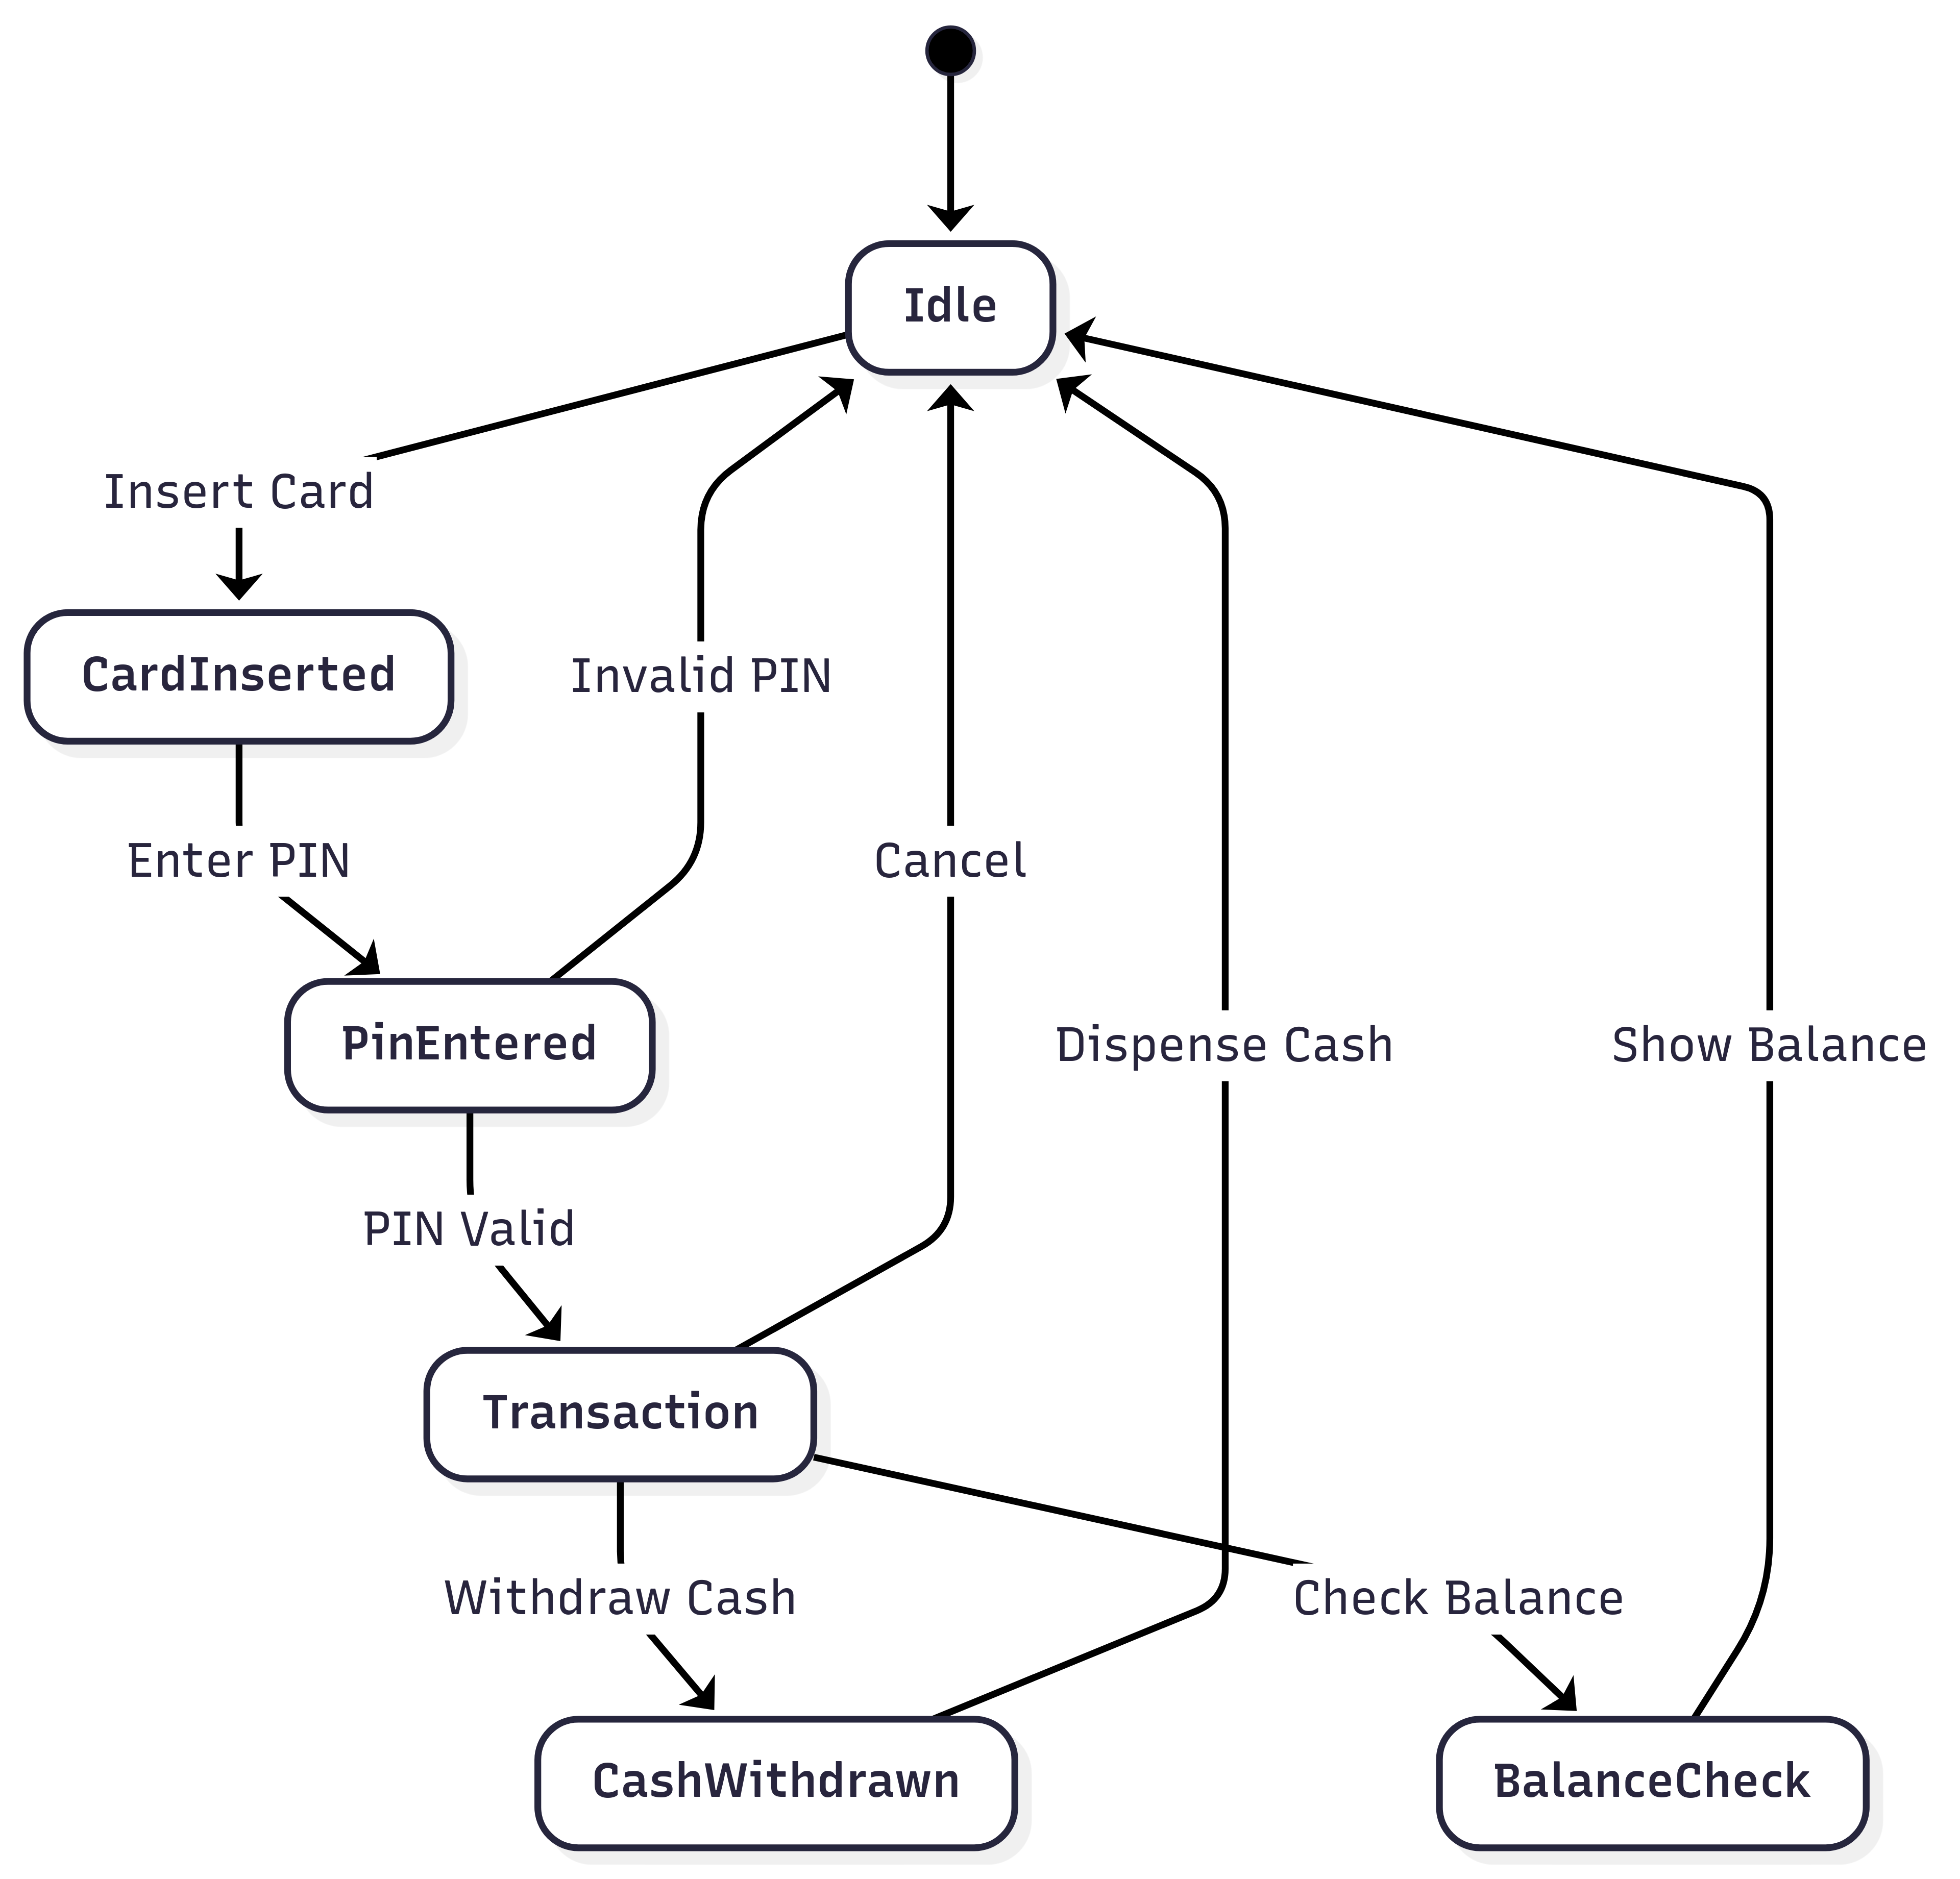 Idle
Insert Card
CardInserted
Invalid PIN
Enter PIN
Cancel
PinEntered
Dispense Cash
Show Balance
PIN Valid
Transaction
Withdraw Cash
Check Balance
CashWithdrawn
BalanceCheck